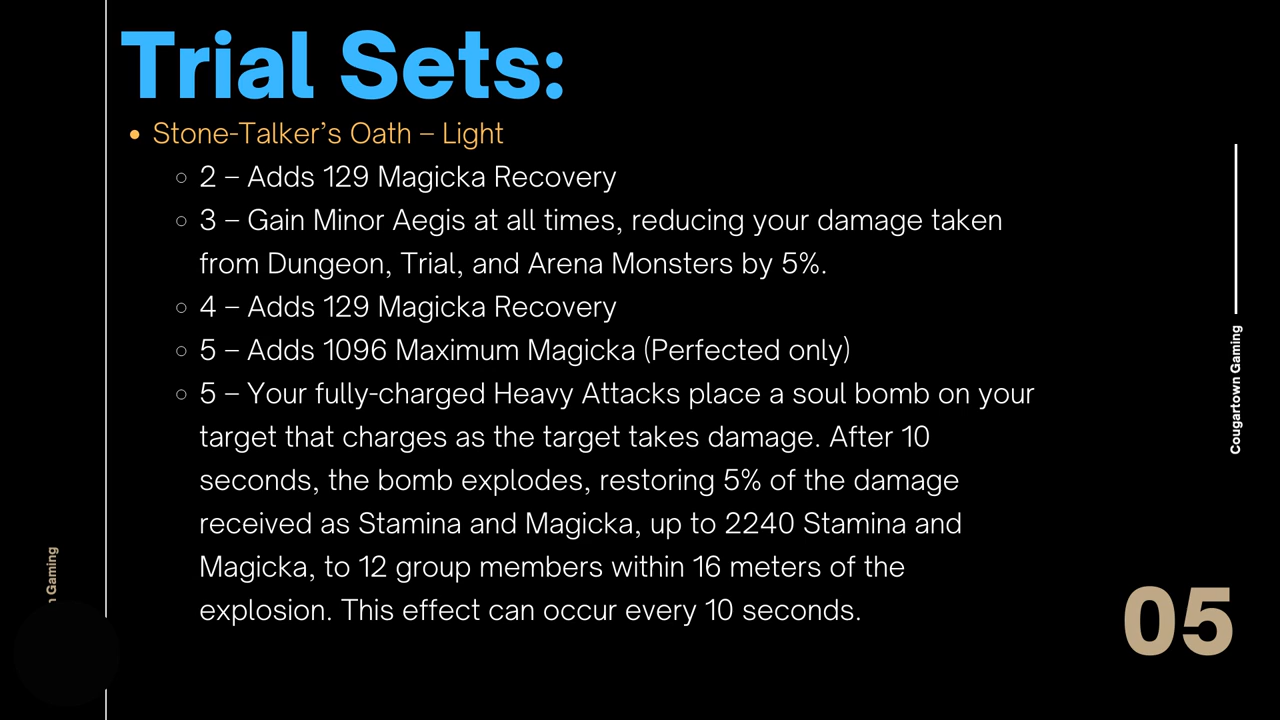 Trial Sets:
• Stone-Talker’s Oath – Light
○ 2 – Adds 129 Magicka Recovery
○ 3 – Gain Minor Aegis at all times, reducing your damage taken
from Dungeon, Trial, and Arena Monsters by 5%.
○ 4 – Adds 129 Magicka Recovery
○ 5 – Adds 1096 Maximum Magicka (Perfected only)
○ 5 – Your fully-charged Heavy Attacks place a soul bomb on your
target that charges as the target takes damage. After 10
seconds, the bomb explodes, restoring 5% of the damage
received as Stamina and Magicka, up to 2240 Stamina and
Magicka, to 12 group members within 16 meters of the
explosion. This effect can occur every 10 seconds.
Cougartown Gaming
Gaming
05